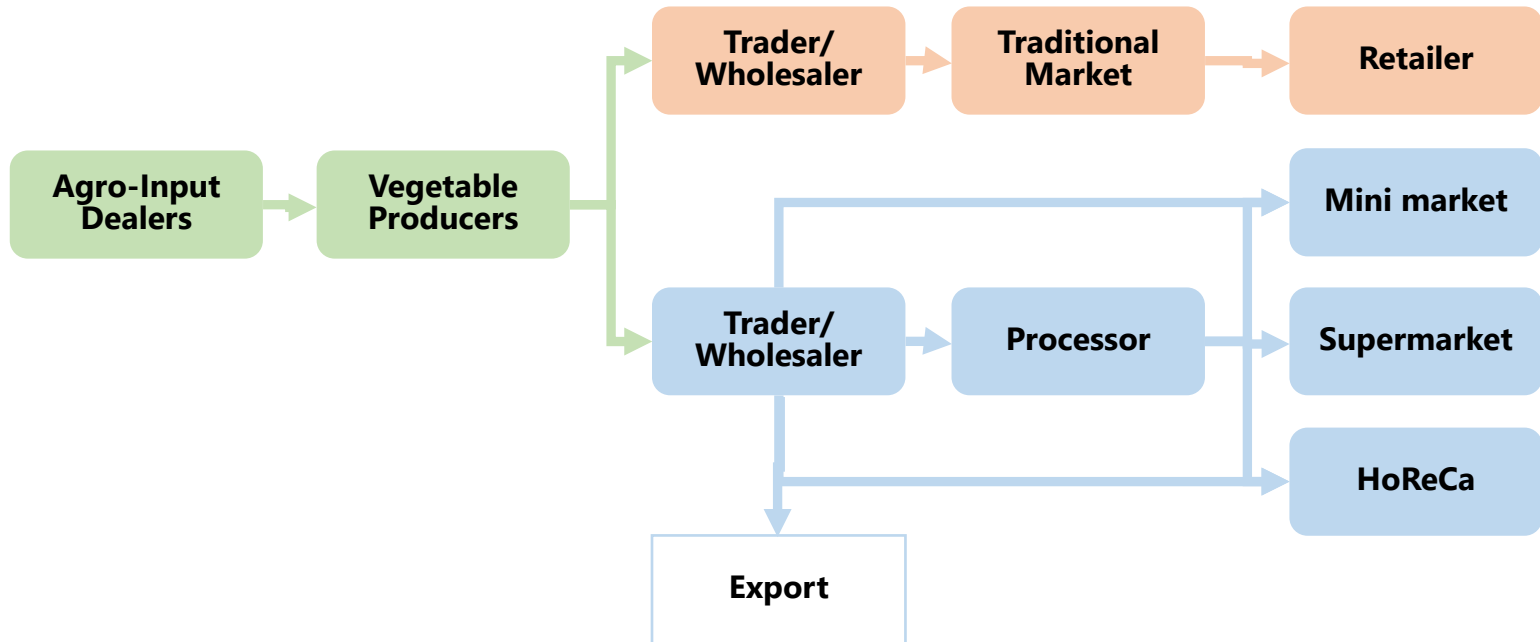 Trader/
Wholesaler
Traditional
Market
Retailer
Agro-Input
Dealers
Vegetable
Producers
Mini market
Trader/
Wholesaler
Processor
Supermarket
HoReCa
Export